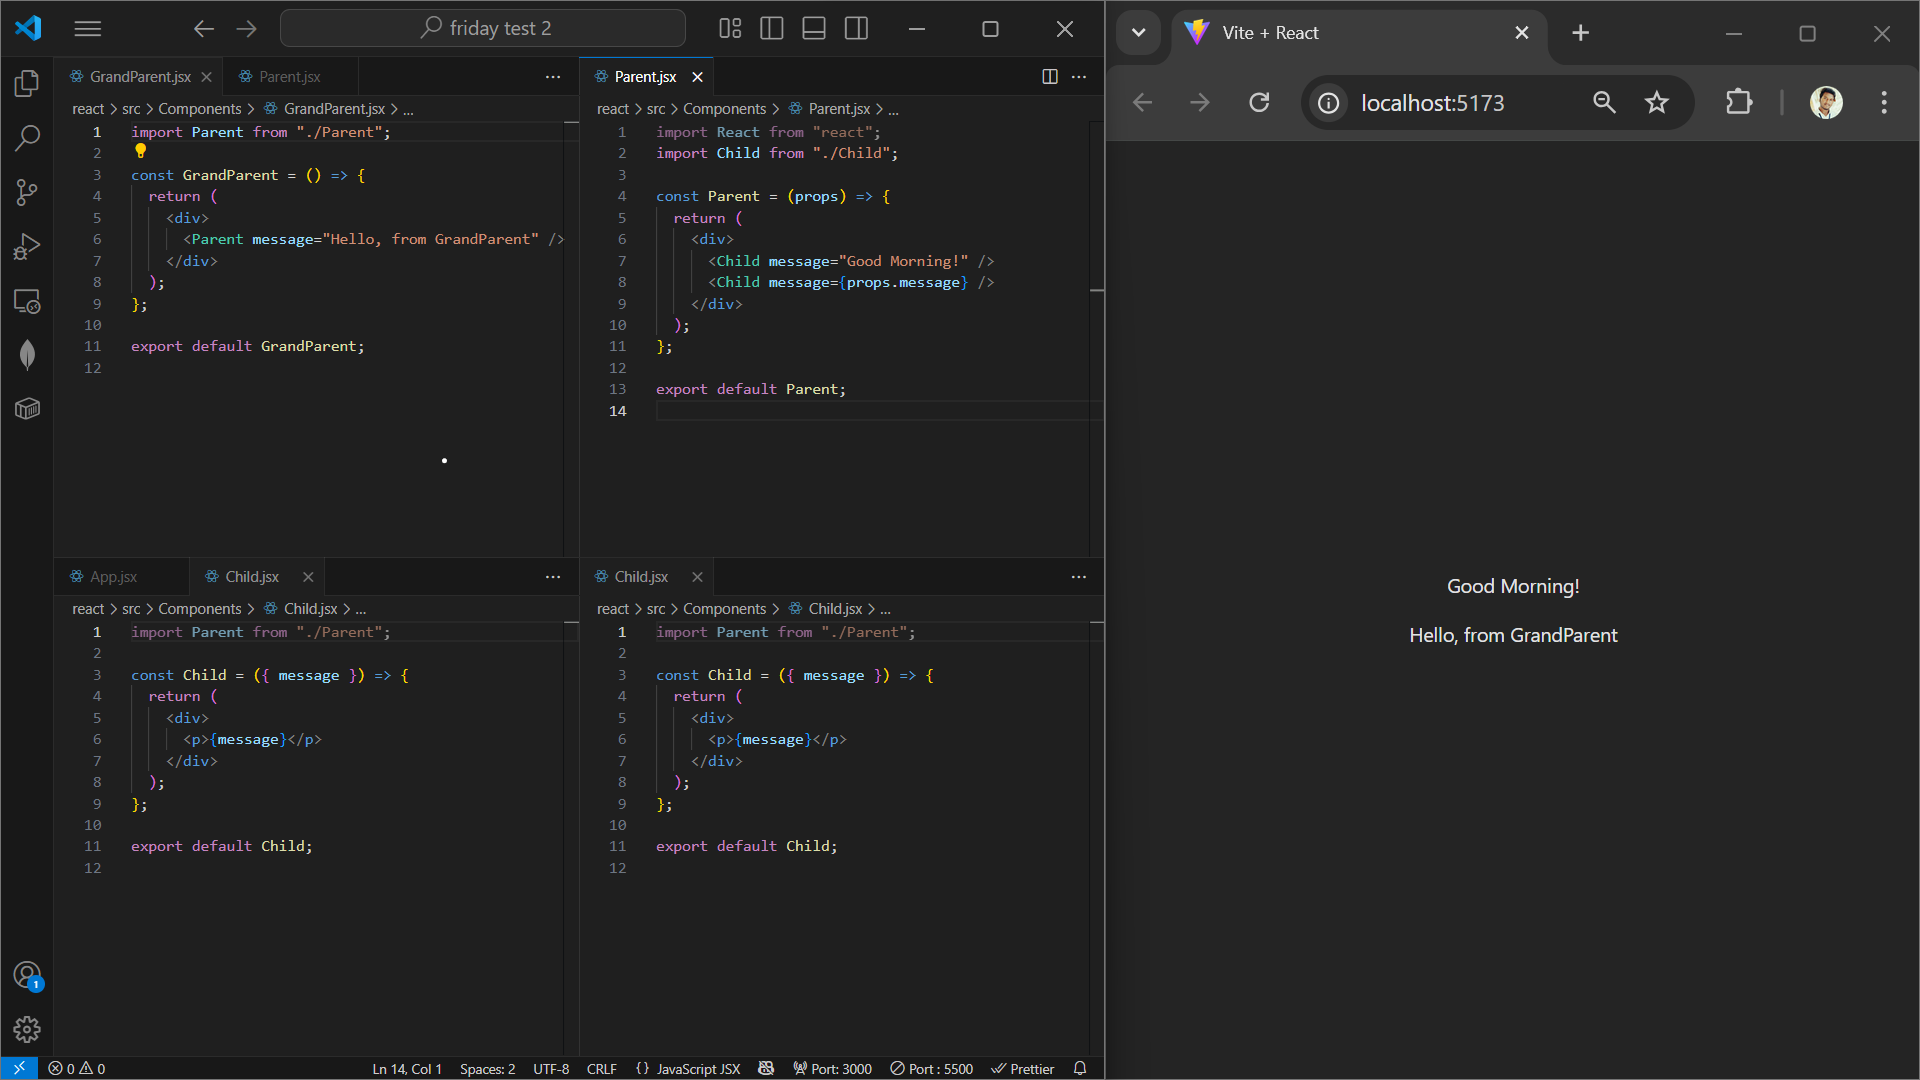 friday test 2
GrandParent.jsx
Parent.jsx
react > src > Components > GrandParent.jsx > ...
1 import Parent from "./Parent";
2
3 const GrandParent = () => {
4 return (
5 <div>
6 <Parent message="Hello, from GrandParent" />
7 </div>
8 );
9 };
10
11 export default GrandParent;
12
Parent.jsx
react > src > Components > Parent.jsx > ...
1 import React from "react";
2 import Child from "./Child";
3
4 const Parent = (props) => {
5 return (
6 <div>
7 <Child message="Good Morning!" />
8 <Child message={props.message} />
9 </div>
10 );
11 };
12
13 export default Parent;
14
App.jsx
Child.jsx
react > src > Components > Child.jsx > ...
1 import Parent from "./Parent";
2
3 const Child = ({ message }) => {
4 return (
5 <div>
6 <p>{message}</p>
7 </div>
8 );
9 };
10
11 export default Child;
12
Child.jsx
react > src > Components > Child.jsx > ...
1 import Parent from "./Parent";
2
3 const Child = ({ message }) => {
4 return (
5 <div>
6 <p>{message}</p>
7 </div>
8 );
9 };
10
11 export default Child;
12
1
0 0 Ln 14, Col 1 Spaces: 2 UTF-8 CRLF {} JavaScript JSX Port: 3000 Port : 5500 Prettier
Vite + React
localhost:5173
Good Morning!
Hello, from GrandParent